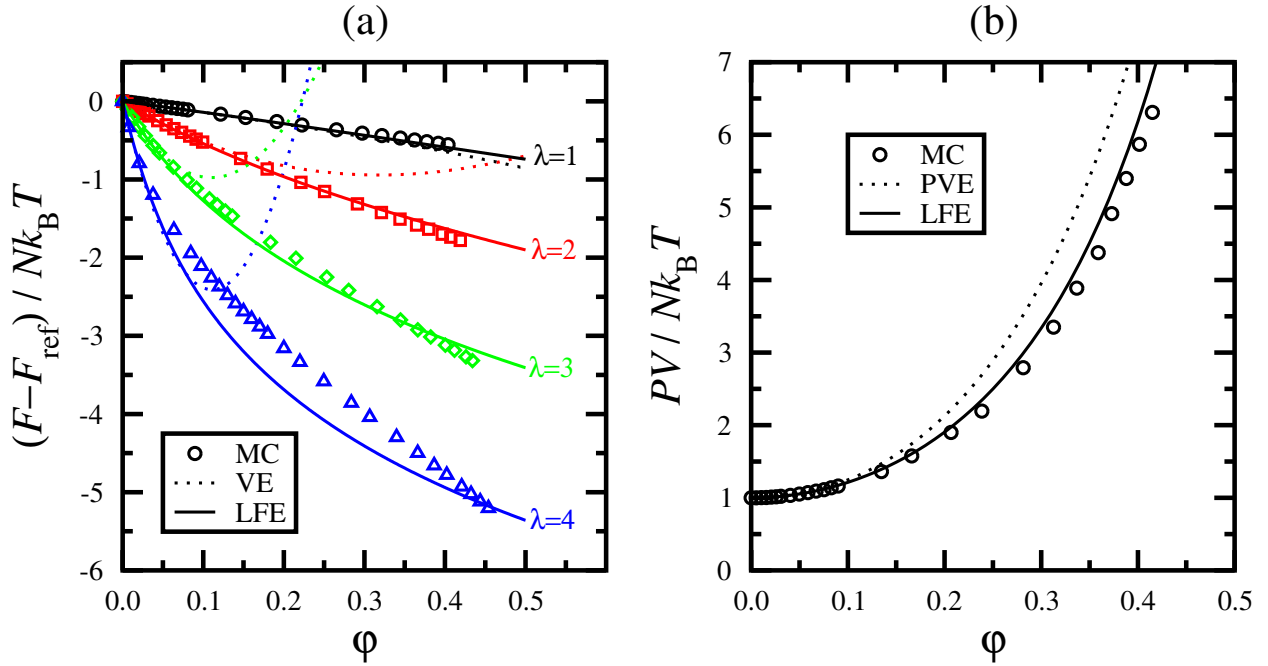 (a)
(F−F_ref) / Nk_BT
0
-1
-2
-3
-4
-5
-6
0.0 0.1 0.2 0.3 0.4 0.5
φ
λ=1
λ=2
λ=3
λ=4
MC
VE
LFE
(b)
PV / Nk_BT
7
6
5
4
3
2
1
0
0.0 0.1 0.2 0.3 0.4 0.5
φ
MC
PVE
LFE